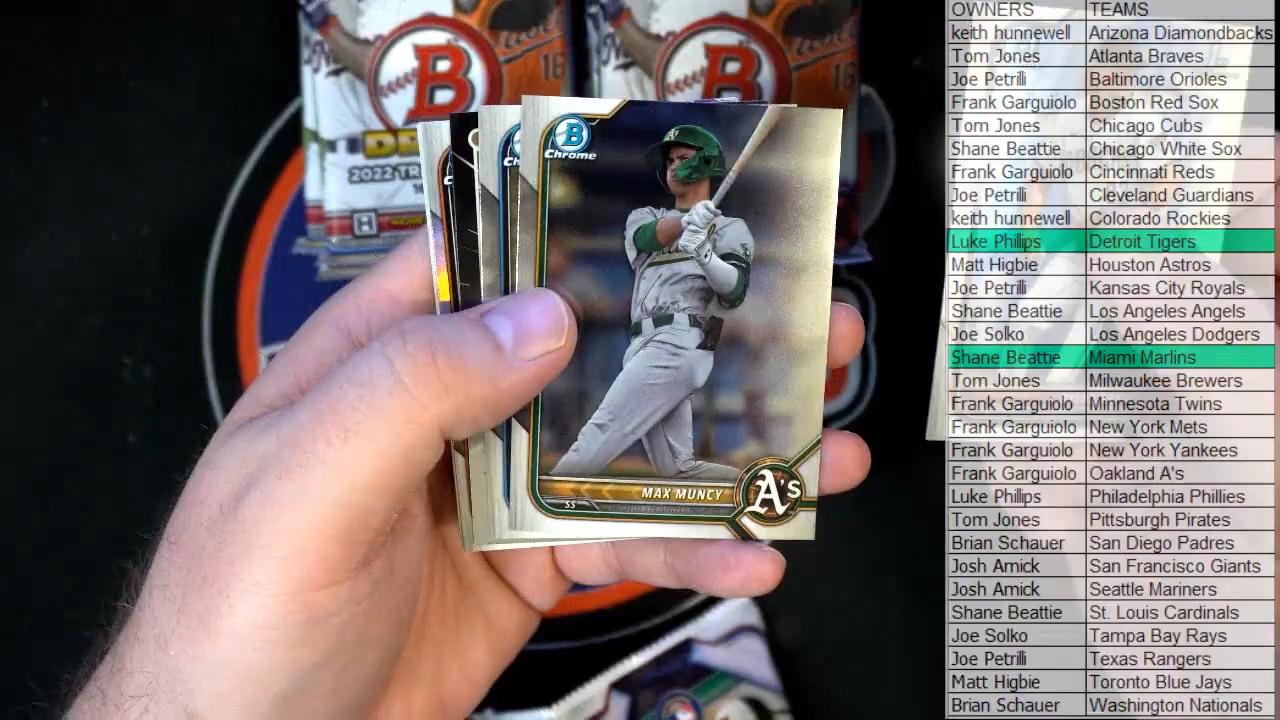 B
16
B
16
DR
2022 TR
B
Chrome
MAX MUNCY
SS
A's
OWNERS TEAMS
keith hunnewell Arizona Diamondbacks
Tom Jones Atlanta Braves
Joe Petrilli Baltimore Orioles
Frank Garguiolo Boston Red Sox
Tom Jones Chicago Cubs
Shane Beattie Chicago White Sox
Frank Garguiolo Cincinnati Reds
Joe Petrilli Cleveland Guardians
keith hunnewell Colorado Rockies
Luke Phillips Detroit Tigers
Matt Higbie Houston Astros
Joe Petrilli Kansas City Royals
Shane Beattie Los Angeles Angels
Joe Solko Los Angeles Dodgers
Shane Beattie Miami Marlins
Tom Jones Milwaukee Brewers
Frank Garguiolo Minnesota Twins
Frank Garguiolo New York Mets
Frank Garguiolo New York Yankees
Frank Garguiolo Oakland A's
Luke Phillips Philadelphia Phillies
Tom Jones Pittsburgh Pirates
Brian Schauer San Diego Padres
Josh Amick San Francisco Giants
Josh Amick Seattle Mariners
Shane Beattie St. Louis Cardinals
Joe Solko Tampa Bay Rays
Joe Petrilli Texas Rangers
Matt Higbie Toronto Blue Jays
Brian Schauer Washington Nationals